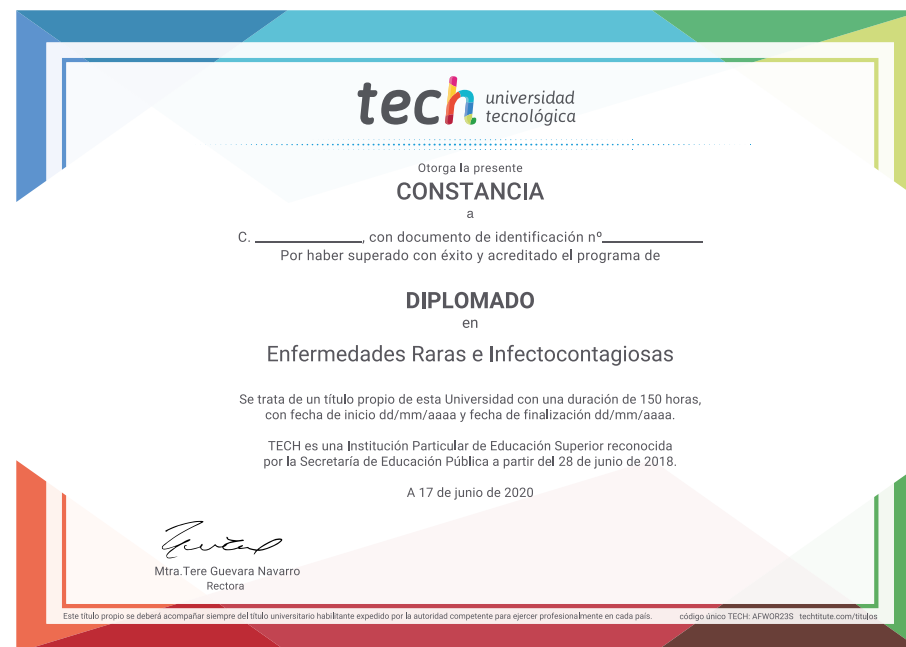 tech universidad
tecnológica
Otorga la presente
CONSTANCIA
a
C. ______________, con documento de identificación nº_____________
Por haber superado con éxito y acreditado el programa de
DIPLOMADO
en
Enfermedades Raras e Infectocontagiosas
Se trata de un título propio de esta Universidad con una duración de 150 horas,
con fecha de inicio dd/mm/aaaa y fecha de finalización dd/mm/aaaa.
TECH es una Institución Particular de Educación Superior reconocida
por la Secretaría de Educación Pública a partir del 28 de junio de 2018.
A 17 de junio de 2020
Mtra.Tere Guevara Navarro
Rectora
Este título propio se deberá acompañar siempre del título universitario habilitante expedido por la autoridad competente para ejercer profesionalmente en cada país. código único TECH: AFWOR23S techtitute.com/titulos